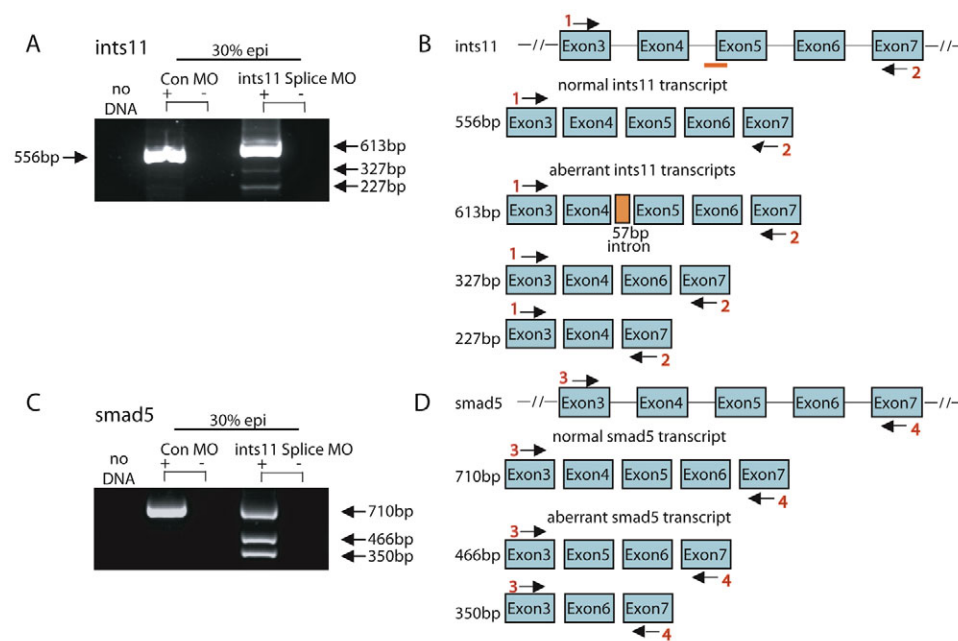 A
ints11
30% epi
Con MO
ints11 Splice MO
no
DNA
+ - + -
556bp
613bp
327bp
227bp
B
ints11
1
-//-
Exon3 Exon4 Exon5 Exon6 Exon7
-//-
2
normal ints11 transcript
1
556bp
Exon3 Exon4 Exon5 Exon6 Exon7
2
aberrant ints11 transcripts
1
613bp
Exon3 Exon4 Exon5 Exon6 Exon7
57bp
intron
2
1
327bp
Exon3 Exon4 Exon6 Exon7
2
1
227bp
Exon3 Exon4 Exon7
2
C
smad5
30% epi
Con MO
ints11 Splice MO
no
DNA
+ - + -
710bp
466bp
350bp
D
3
smad5
-//-
Exon3 Exon4 Exon5 Exon6 Exon7
-//-
4
normal smad5 transcript
3
710bp
Exon3 Exon4 Exon5 Exon6 Exon7
4
aberrant smad5 transcript
3
466bp
Exon3 Exon5 Exon6 Exon7
4
3
350bp
Exon3 Exon6 Exon7
4